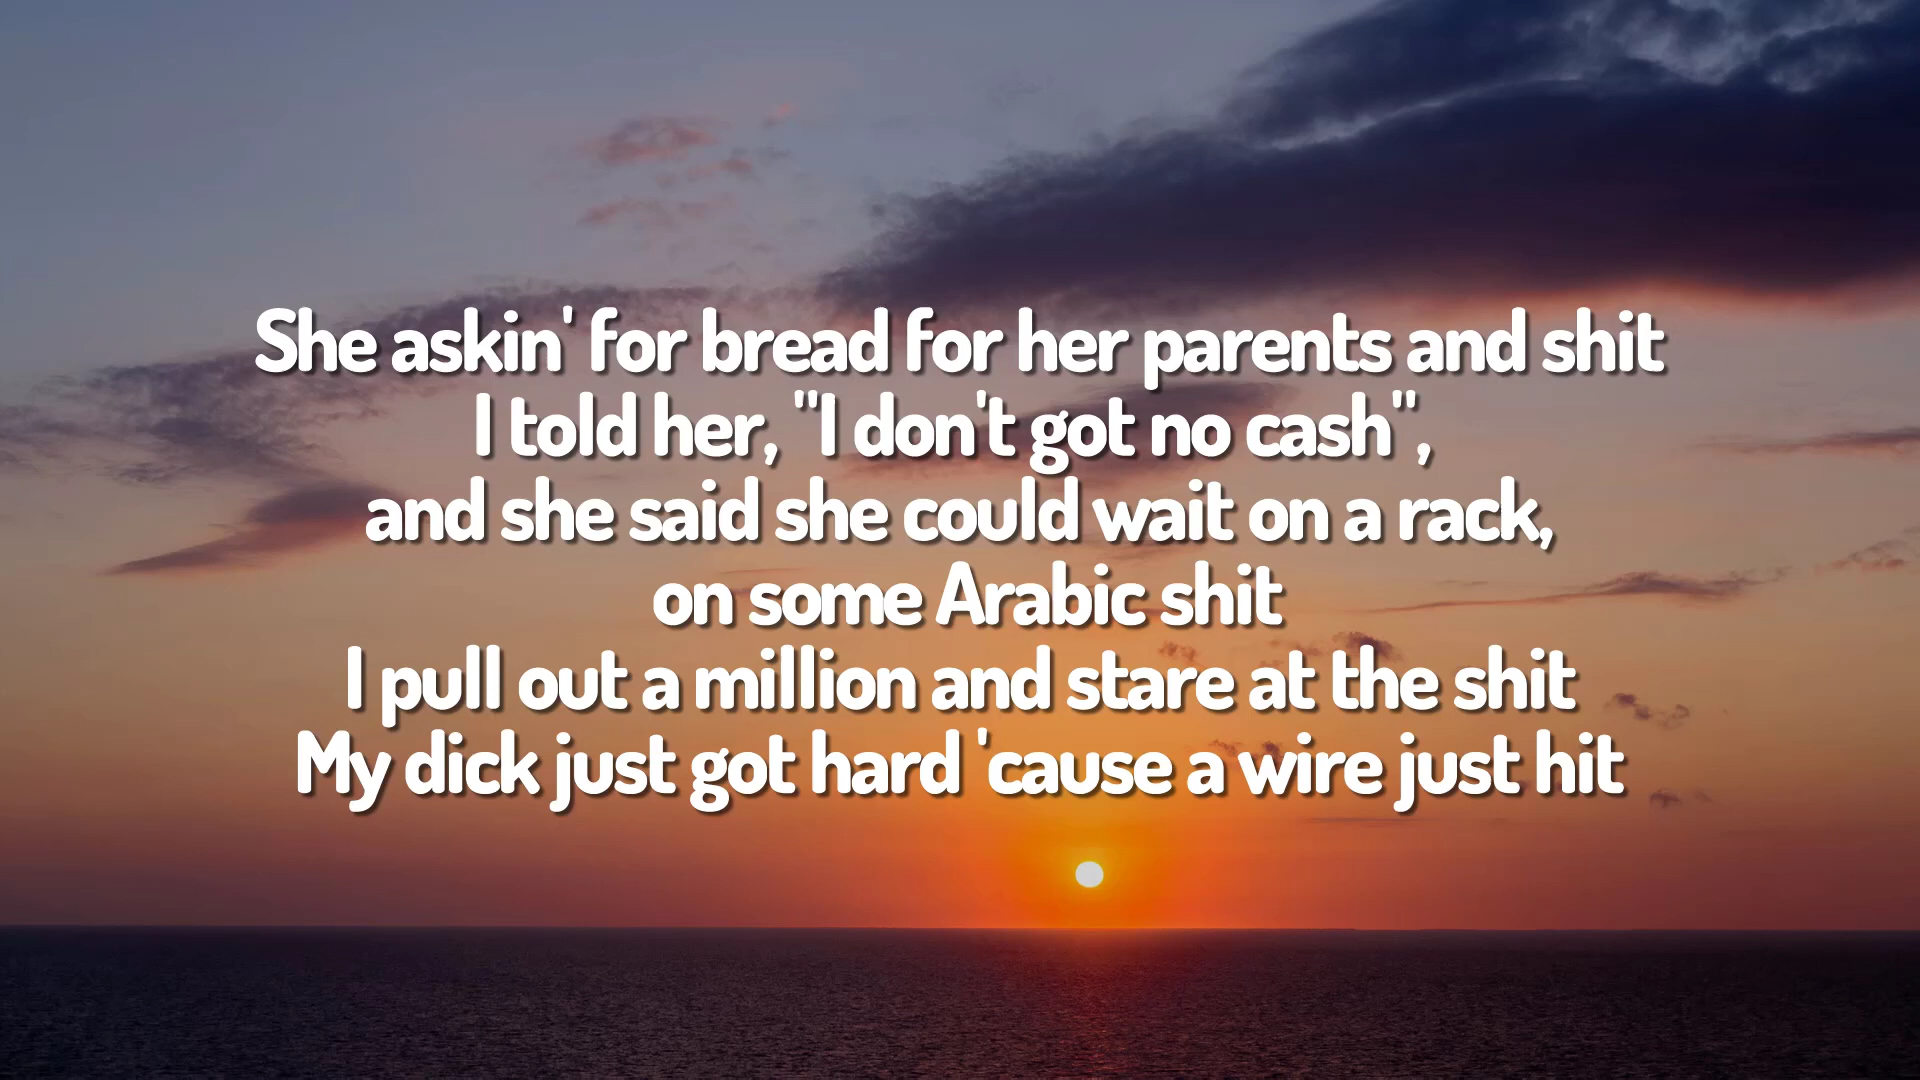 She askin' for bread for her parents and shit
I told her, "I don't got no cash",
and she said she could wait on a rack,
on some Arabic shit
I pull out a million and stare at the shit
My dick just got hard 'cause a wire just hit